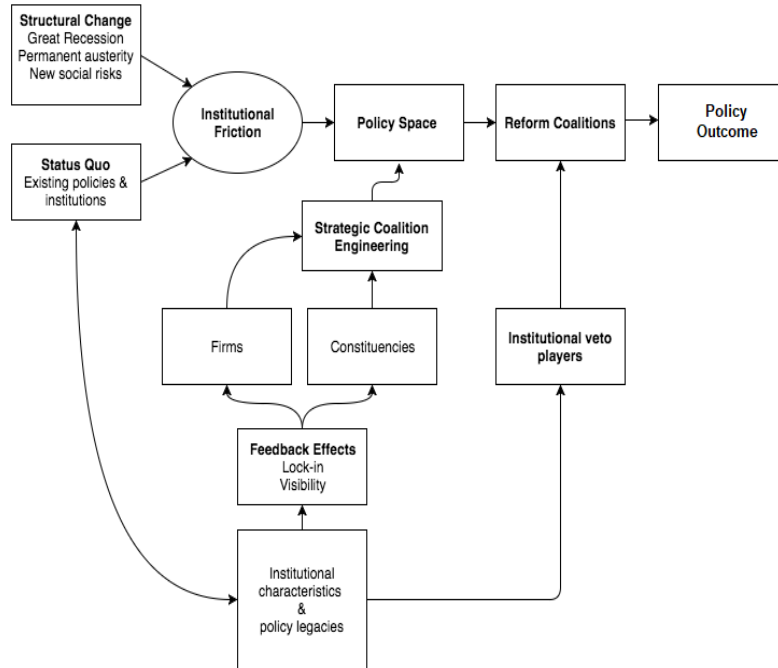 Structural Change
Great Recession
Permanent austerity
New social risks
Institutional
Friction
Policy Space
Reform Coalitions
Policy
Outcome
Status Quo
Existing policies &
institutions
Strategic Coalition
Engineering
Firms
Constituencies
Institutional veto
players
Feedback Effects
Lock-in
Visibility
Institutional
characteristics
&
policy legacies